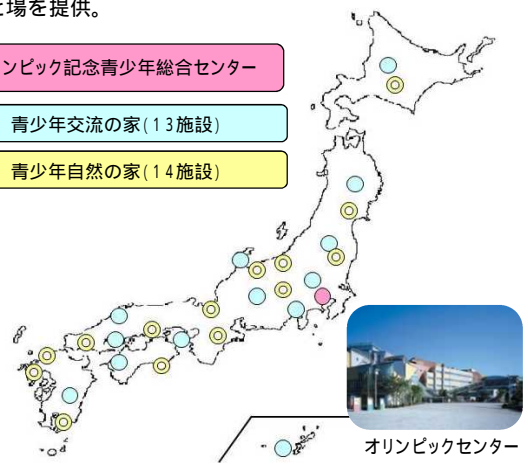 と場を提供。
ンピック記念青少年総合センター
青少年交流の家(13施設)
青少年自然の家(14施設)
オリンピックセンター